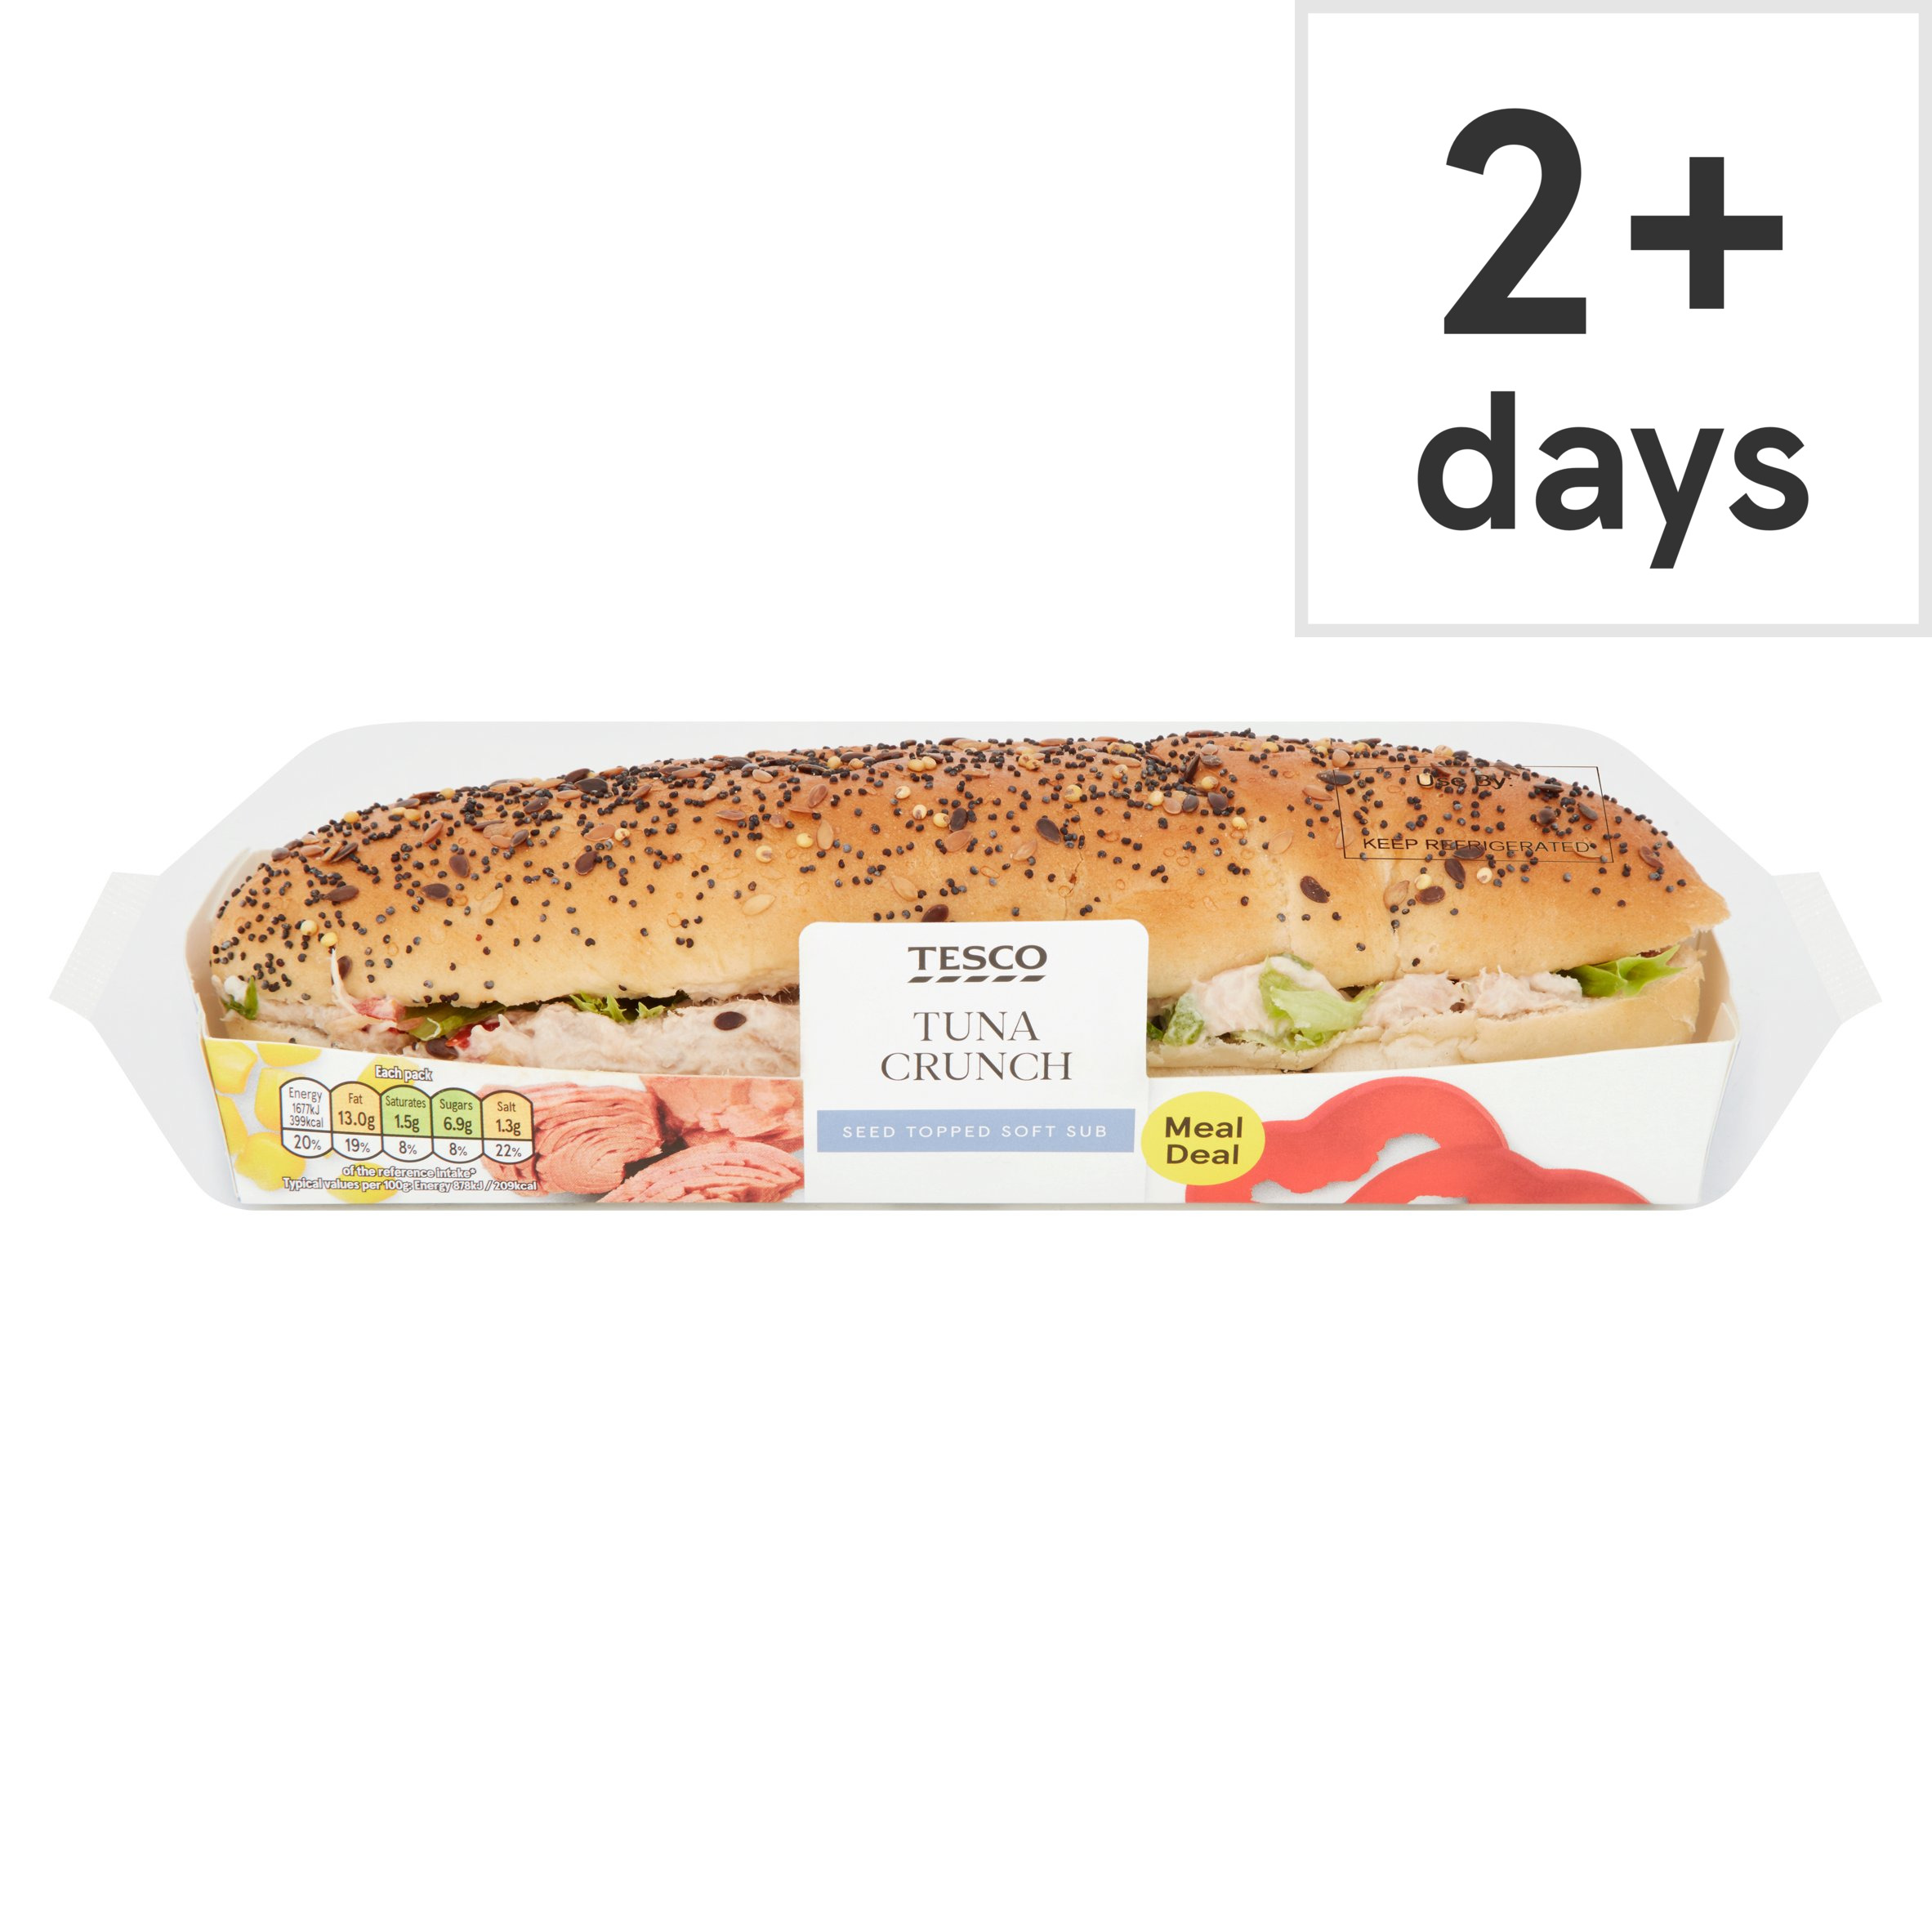 2+
days
Use By:
KEEP REFRIGERATED
TESCO
TUNA
CRUNCH
SEED TOPPED SOFT SUB
Meal
Deal
Each pack
Energy
1677kJ
399kcal
20%
Fat
13.0g
19%
Saturates
1.5g
8%
Sugars
6.9g
8%
Salt
1.3g
22%
of the reference intake*
Typical values per 100g: Energy 878kJ / 209kcal